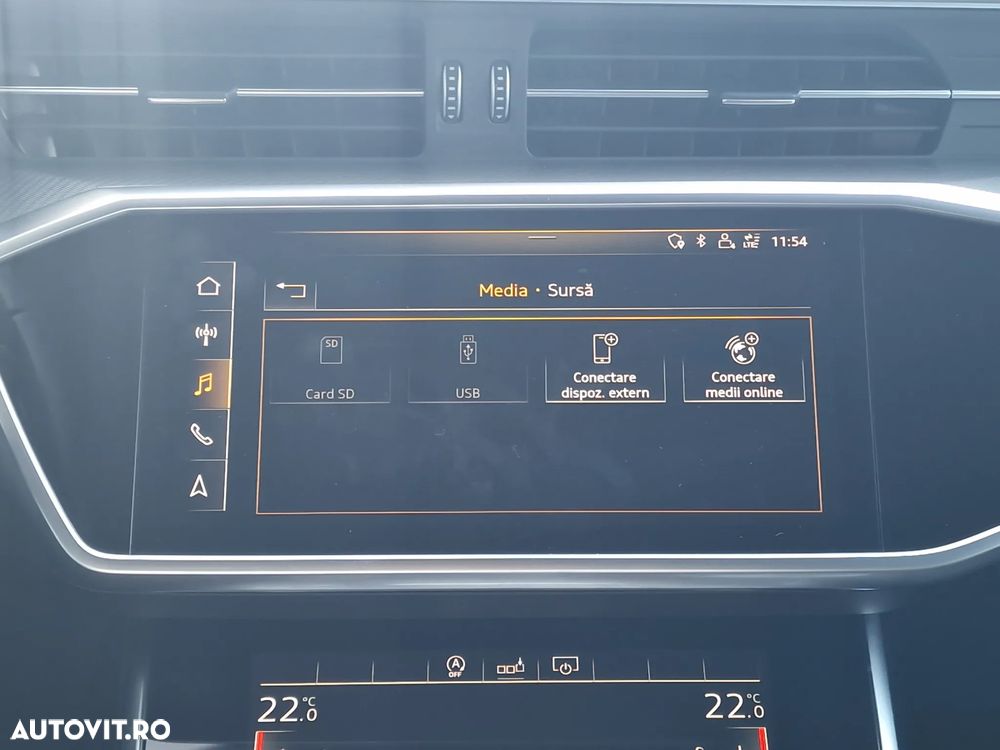 LTE 11:54
Media · Sursă
SD
Card SD
USB
Conectare
dispoz. extern
Conectare
medii online
A
OFF
22.0 °C
22.0 °C
AUTOVIT.RO